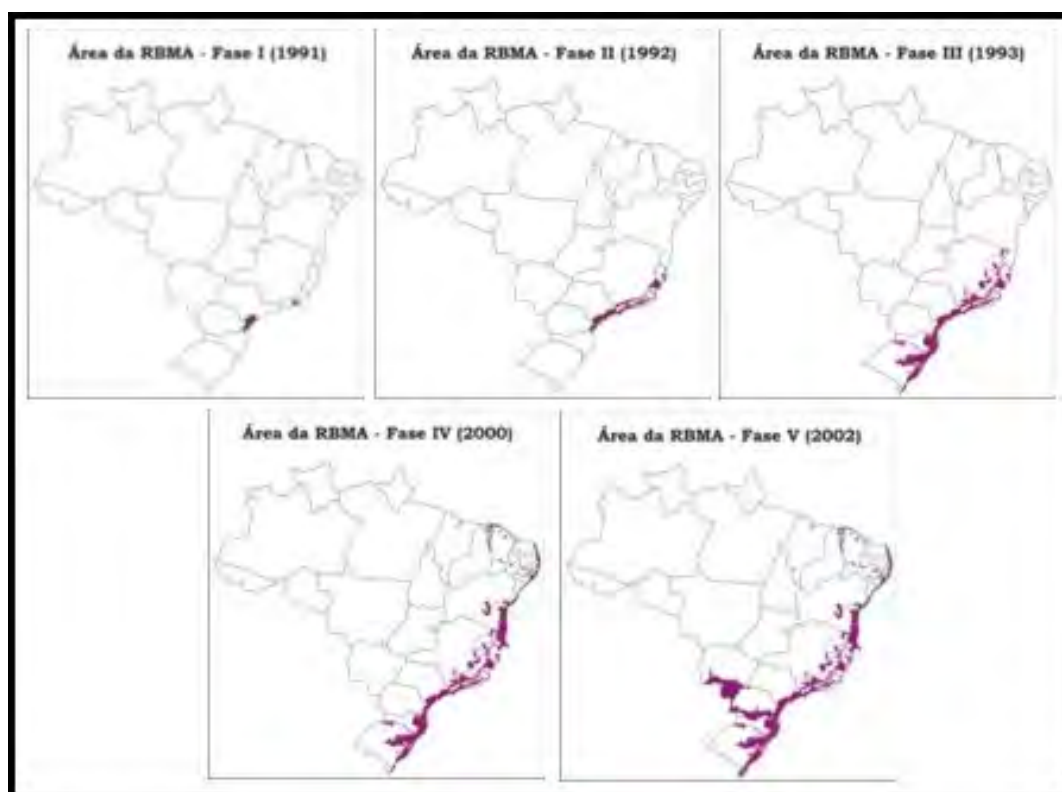 Área da RBMA - Fase I (1991)
Área da RBMA - Fase II (1992)
Área da RBMA - Fase III (1993)
Área da RBMA - Fase IV (2000)
Área da RBMA - Fase V (2002)